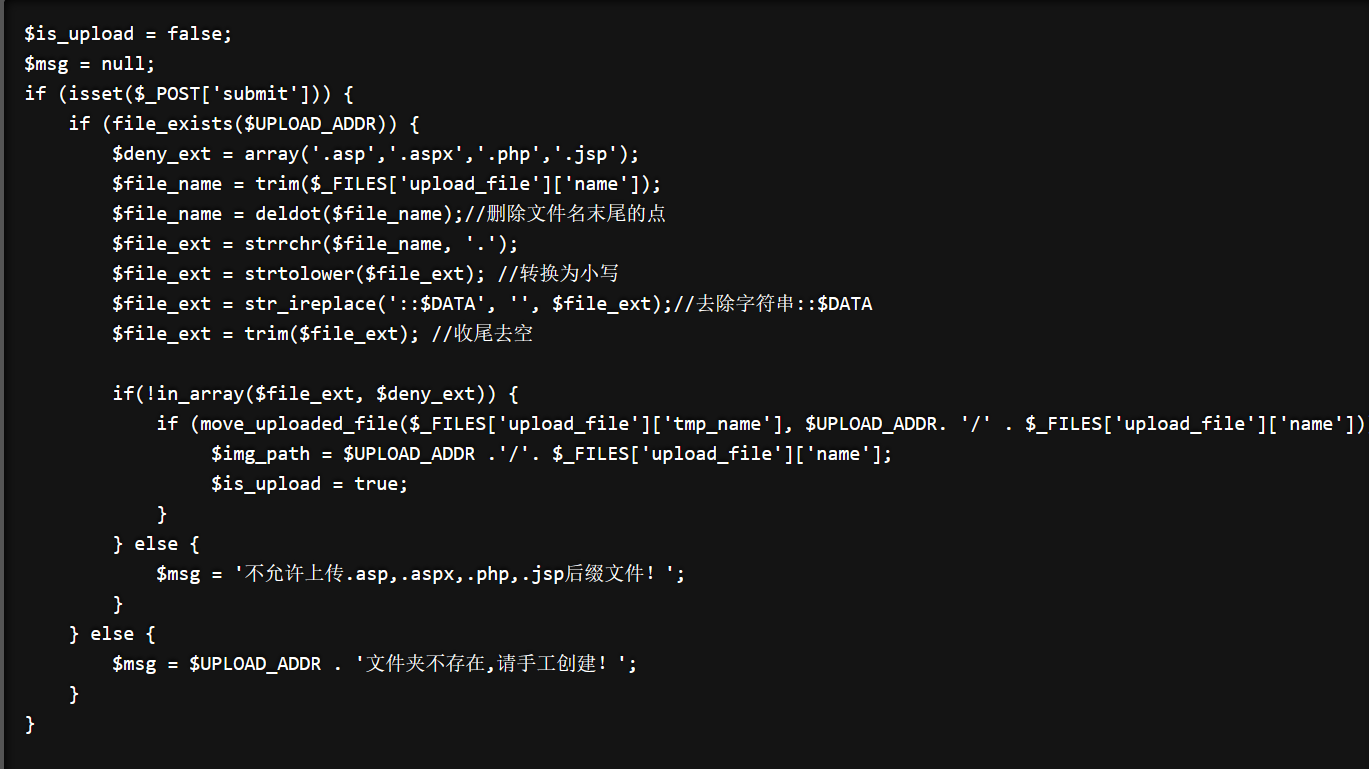 $is_upload = false;
$msg = null;
if (isset($_POST['submit'])) {
    if (file_exists($UPLOAD_ADDR)) {
        $deny_ext = array('.asp','.aspx','.php','.jsp');
        $file_name = trim($_FILES['upload_file']['name']);
        $file_name = deldot($file_name);//删除文件名末尾的点
        $file_ext = strrchr($file_name, '.');
        $file_ext = strtolower($file_ext); //转换为小写
        $file_ext = str_ireplace('::$DATA', '', $file_ext);//去除字符串::$DATA
        $file_ext = trim($file_ext); //收尾去空

        if(!in_array($file_ext, $deny_ext)) {
            if (move_uploaded_file($_FILES['upload_file']['tmp_name'], $UPLOAD_ADDR. '/' . $_FILES['upload_file']['name'])
                $img_path = $UPLOAD_ADDR .'/'. $_FILES['upload_file']['name'];
                $is_upload = true;
            }
        } else {
            $msg = '不允许上传.asp,.aspx,.php,.jsp后缀文件！';
        }
    } else {
        $msg = $UPLOAD_ADDR . '文件夹不存在,请手工创建！';
    }
}